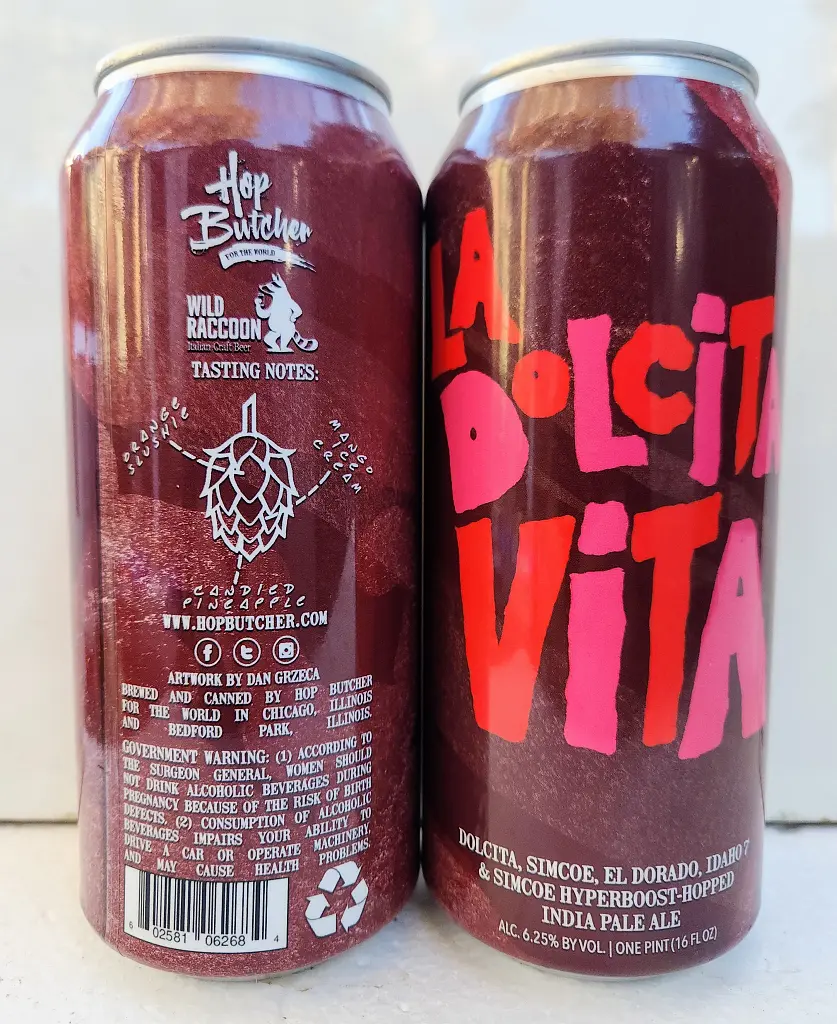 Hop
Butcher
FOR THE WORLD
WILD
RACCOON
Italian Craft Beer
TASTING NOTES:
ORANGE
SLUSHIE
MANGO
ICE
CREAM
CANDIED
PINEAPPLE
WWW.HOPBUTCHER.COM
ARTWORK BY DAN GRZECA
BREWED AND CANNED BY HOP BUTCHER
FOR THE WORLD IN CHICAGO, ILLINOIS
AND BEDFORD PARK, ILLINOIS.
GOVERNMENT WARNING: (1) ACCORDING TO
THE SURGEON GENERAL, WOMEN SHOULD
NOT DRINK ALCOHOLIC BEVERAGES DURING
PREGNANCY BECAUSE OF THE RISK OF BIRTH
DEFECTS. (2) CONSUMPTION OF ALCOHOLIC
BEVERAGES IMPAIRS YOUR ABILITY TO
DRIVE A CAR OR OPERATE MACHINERY,
AND MAY CAUSE HEALTH PROBLEMS.
6 02581 06268 4
LA
DOLCITA
VITA
DOLCITA, SIMCOE, EL DORADO, IDAHO 7
& SIMCOE HYPERBOOST-HOPPED
INDIA PALE ALE
ALC. 6.25% BY VOL. | ONE PINT (16 FL OZ)